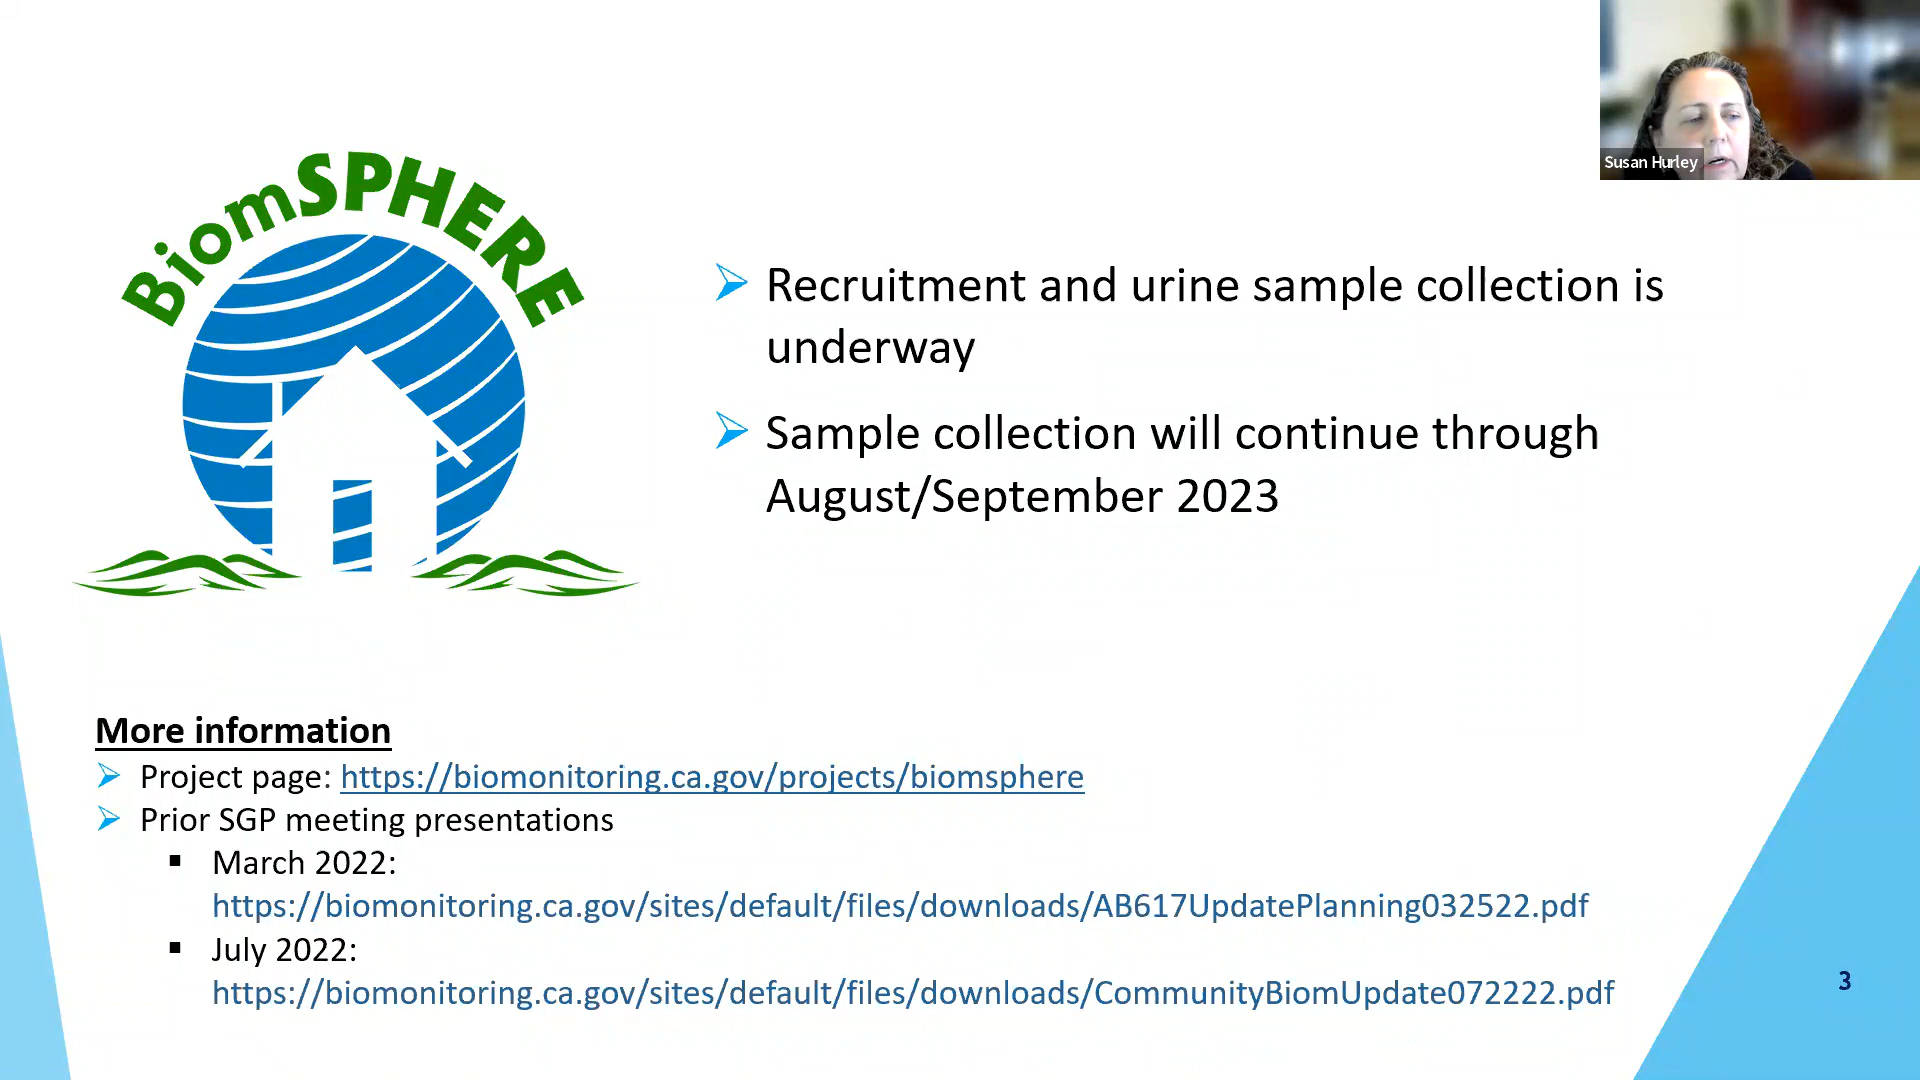 Susan Hurley
BiomSPHERE
➢ Recruitment and urine sample collection is
underway
➢ Sample collection will continue through
August/September 2023
More information
➢ Project page: https://biomonitoring.ca.gov/projects/biomsphere
➢ Prior SGP meeting presentations
▪ March 2022:
https://biomonitoring.ca.gov/sites/default/files/downloads/AB617UpdatePlanning032522.pdf
▪ July 2022:
https://biomonitoring.ca.gov/sites/default/files/downloads/CommunityBiomUpdate072222.pdf
3